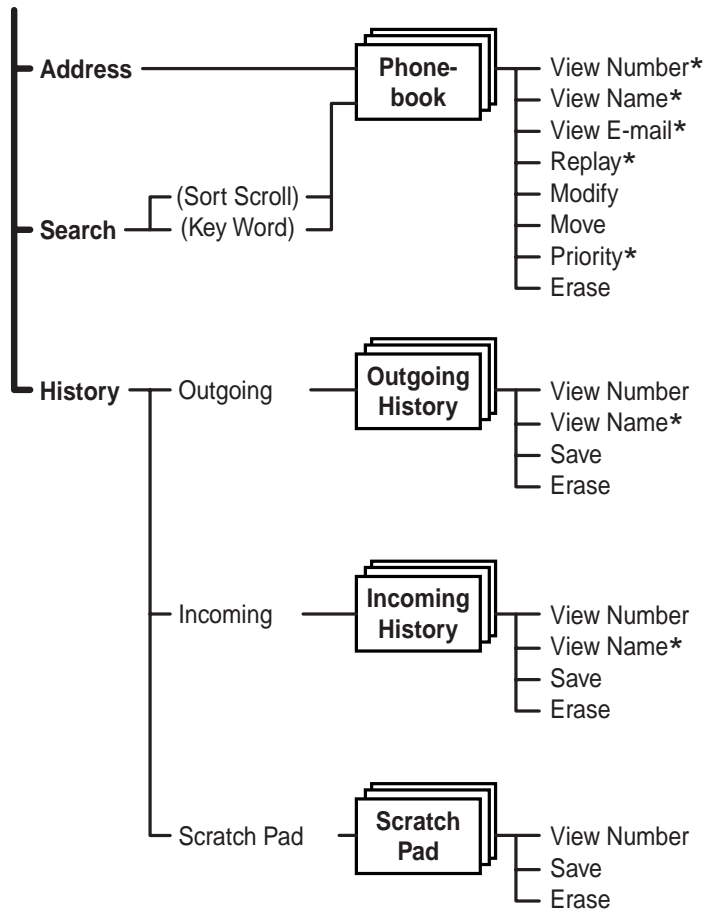 Address
Phone-
book
View Number*
View Name*
View E-mail*
Replay*
Modify
Move
Priority*
Erase
Search
(Sort Scroll)
(Key Word)
History
Outgoing
Outgoing
History
View Number
View Name*
Save
Erase
Incoming
Incoming
History
View Number
View Name*
Save
Erase
Scratch Pad
Scratch
Pad
View Number
Save
Erase